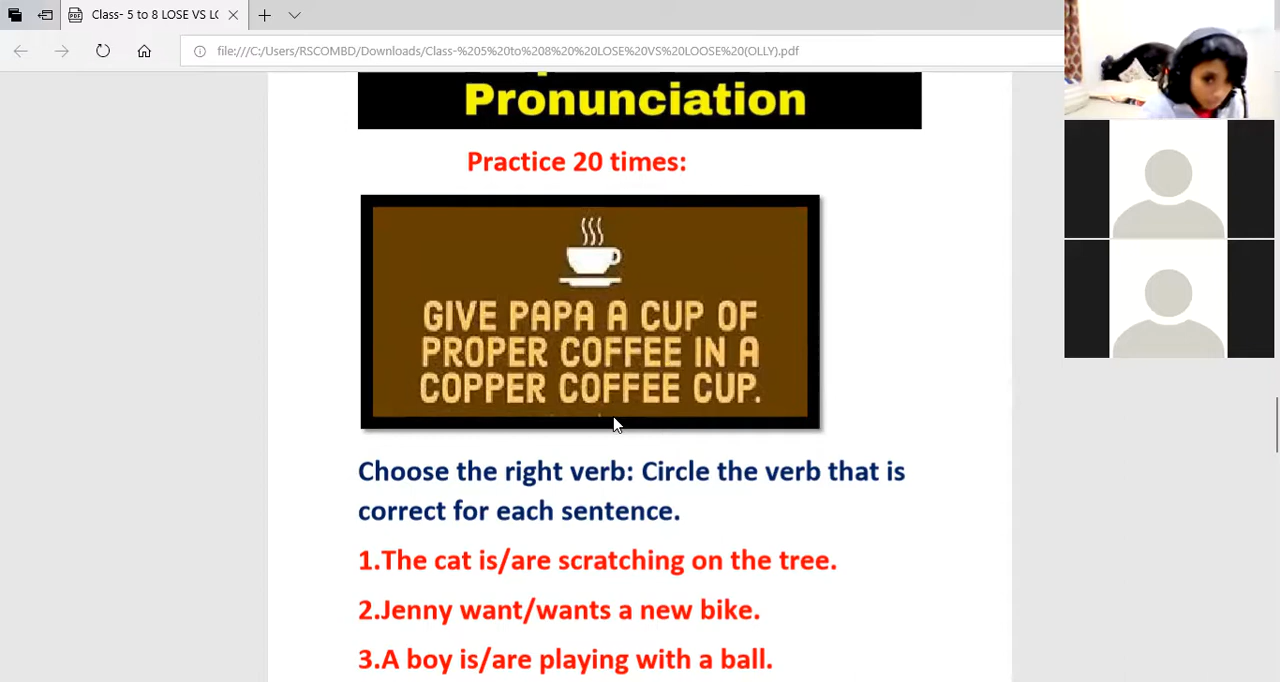 Class- 5 to 8 LOSE VS LO
file:///C:/Users/RSCOMBD/Downloads/Class-%205%20to%208%20%20LOSE%20VS%20LOOSE%20(OLLY).pdf
Pronunciation
Practice 20 times:
GIVE PAPA A CUP OF
PROPER COFFEE IN A
COPPER COFFEE CUP.
Choose the right verb: Circle the verb that is
correct for each sentence.
1.The cat is/are scratching on the tree.
2.Jenny want/wants a new bike.
3.A boy is/are playing with a ball.